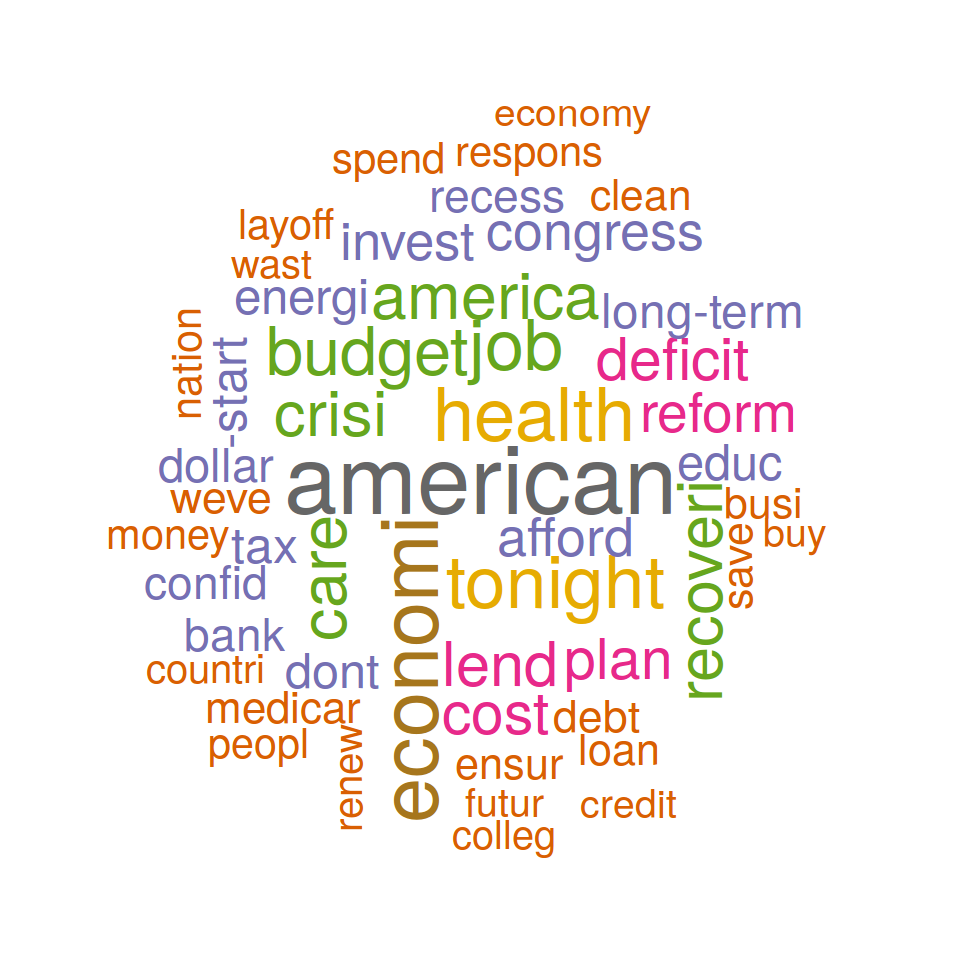 economy
spend
respons
recess
clean
layoff
invest
congress
wast
energi
america
long-term
nation
-start
budget
job
deficit
crisi
health
reform
dollar
american
educ
weve
recoveri
busi
money
tax
care
economi
afford
save
buy
confid
tonight
bank
countri
dont
lend
plan
medicar
cost
debt
peopl
renew
ensur
loan
futur
credit
colleg